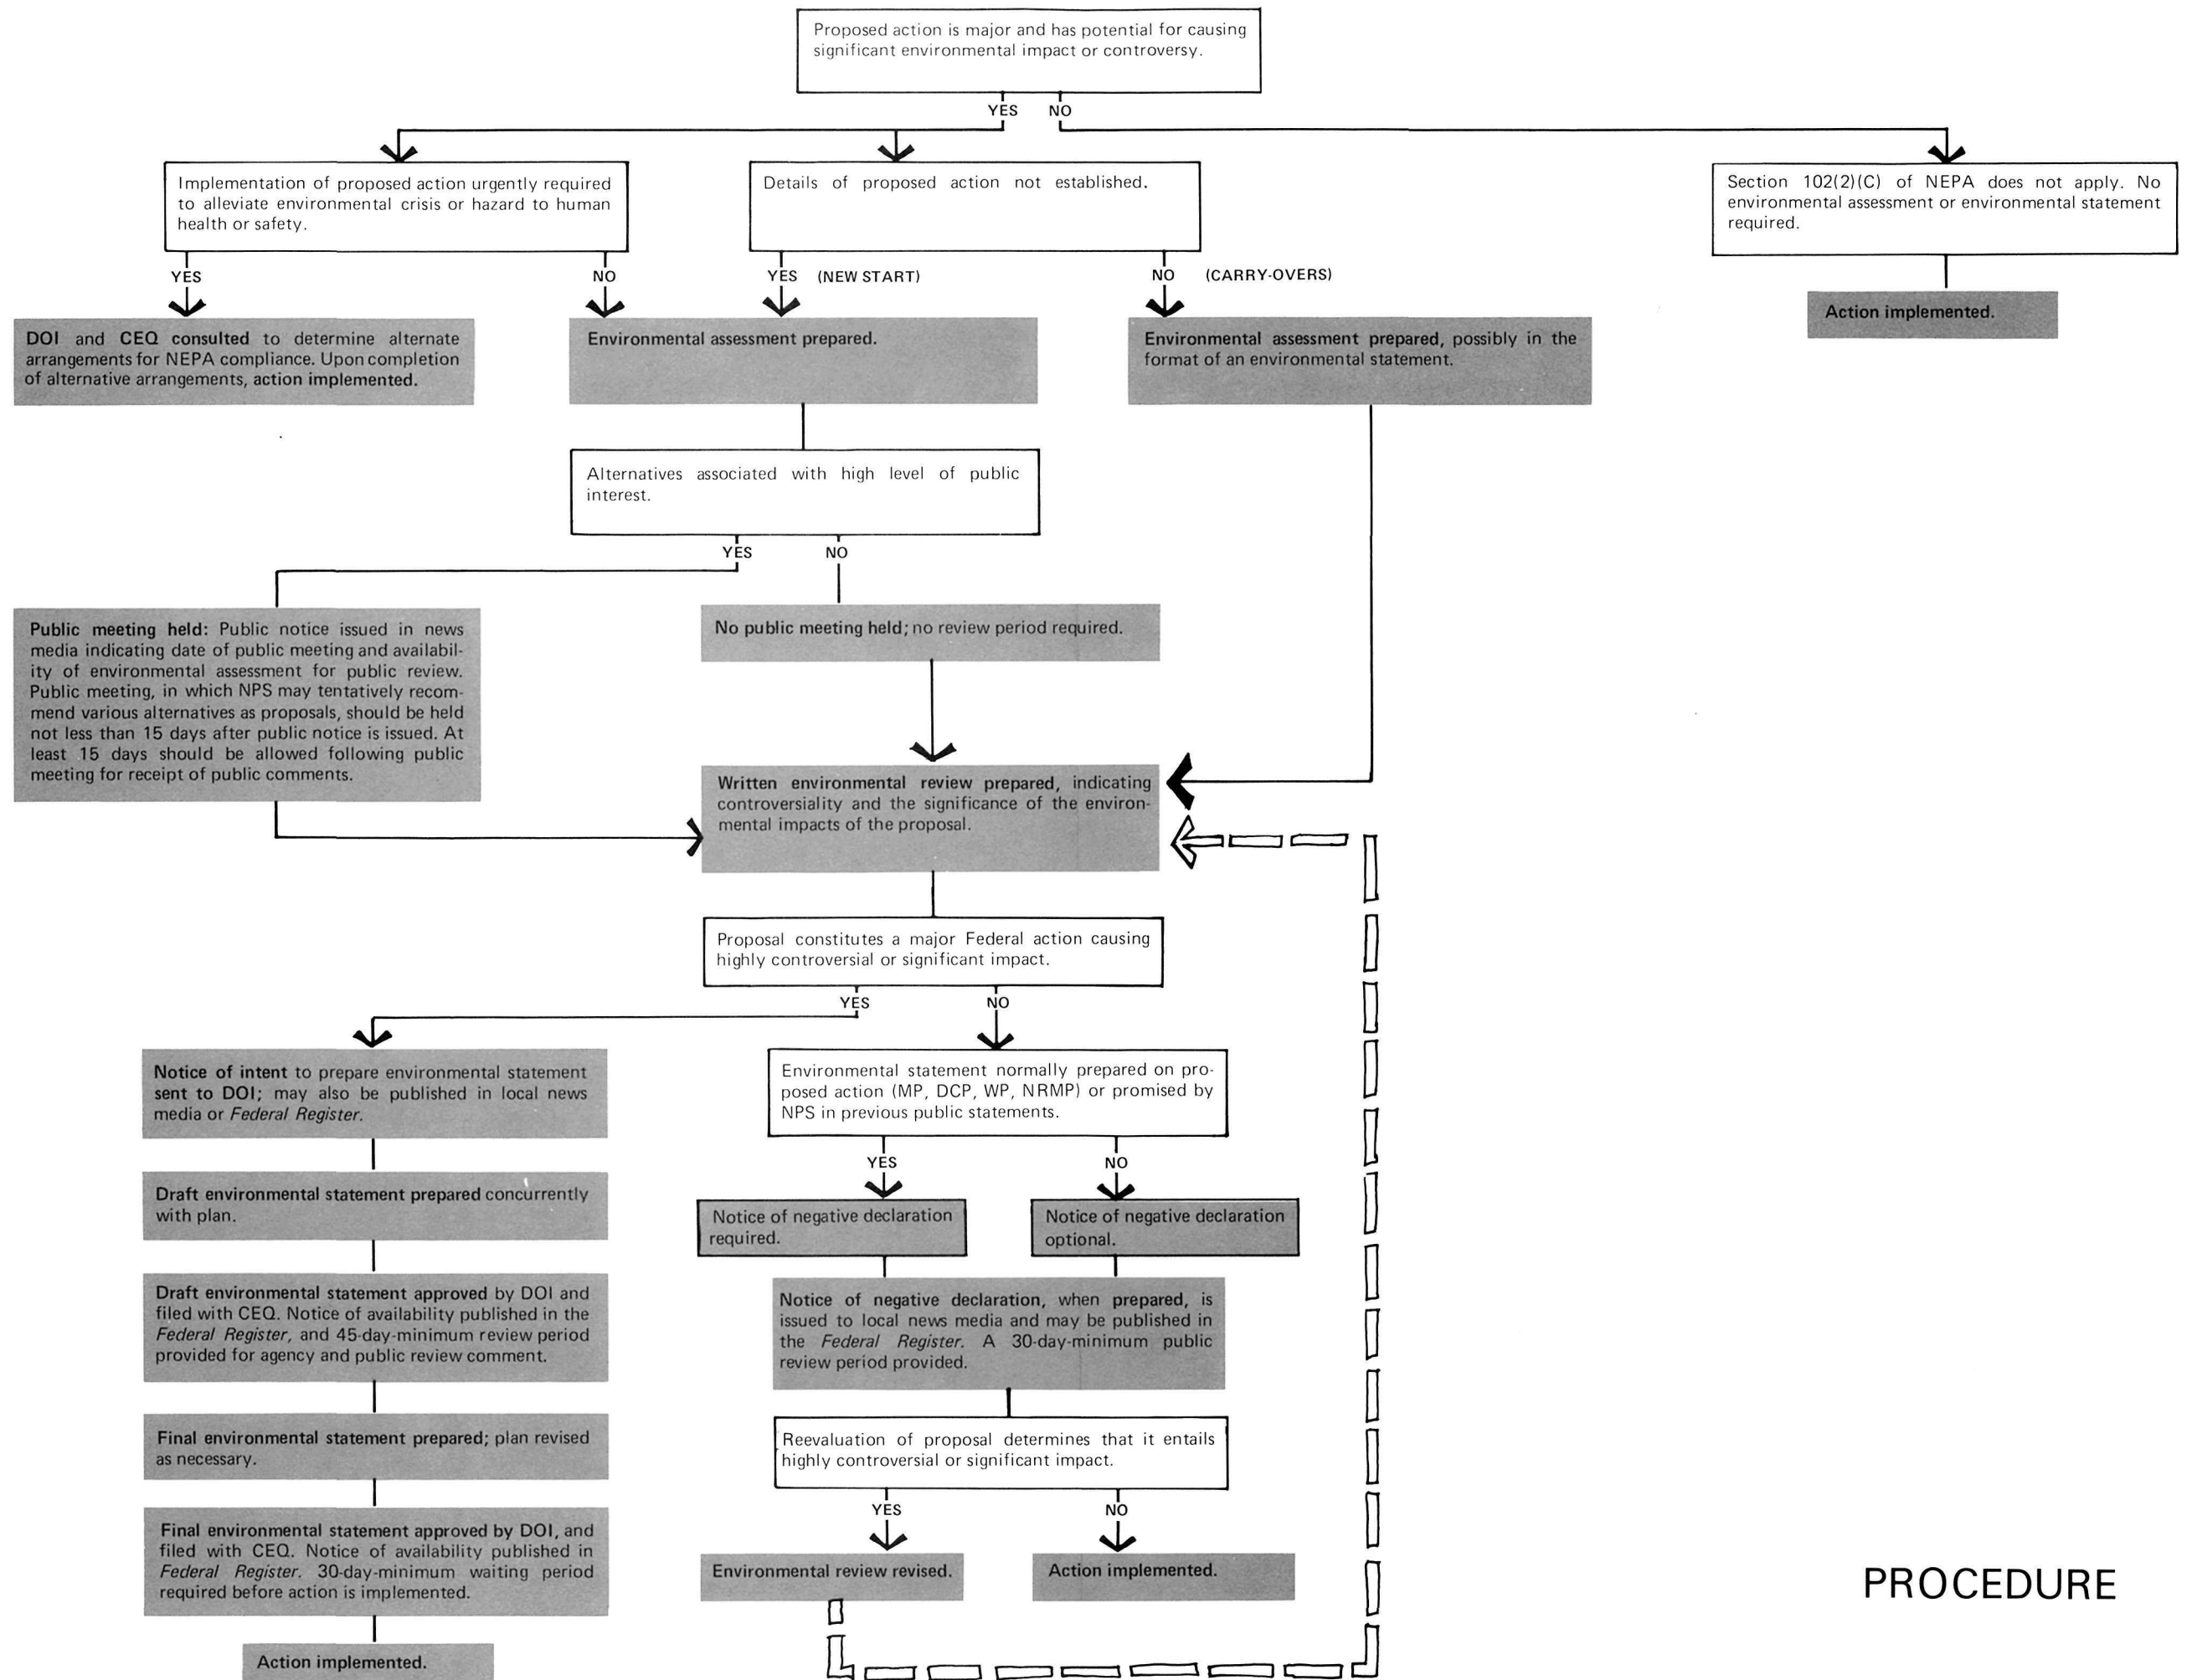 Proposed action is major and has potential for causing
significant environmental impact or controversy.
YES NO
Implementation of proposed action urgently required
to alleviate environmental crisis or hazard to human
health or safety.
Details of proposed action not established.
Section 102(2)(C) of NEPA does not apply. No
environmental assessment or environmental statement
required.
YES
NO
YES (NEW START)
NO (CARRY-OVERS)
Action implemented.
DOI and CEQ consulted to determine alternate
arrangements for NEPA compliance. Upon completion
of alternative arrangements, action implemented.
Environmental assessment prepared.
Environmental assessment prepared, possibly in the
format of an environmental statement.
Alternatives associated with high level of public
interest.
YES NO
Public meeting held: Public notice issued in news
media indicating date of public meeting and availabil-
ity of environmental assessment for public review.
Public meeting, in which NPS may tentatively recom-
mend various alternatives as proposals, should be held
not less than 15 days after public notice is issued. At
least 15 days should be allowed following public
meeting for receipt of public comments.
No public meeting held; no review period required.
Written environmental review prepared, indicating
controversiality and the significance of the environ-
mental impacts of the proposal.
Proposal constitutes a major Federal action causing
highly controversial or significant impact.
YES NO
Notice of intent to prepare environmental statement
sent to DOI; may also be published in local news
media or Federal Register.
Draft environmental statement prepared concurrently
with plan.
Draft environmental statement approved by DOI and
filed with CEQ. Notice of availability published in the
Federal Register, and 45-day-minimum review period
provided for agency and public review comment.
Final environmental statement prepared; plan revised
as necessary.
Final environmental statement approved by DOI, and
filed with CEQ. Notice of availability published in
Federal Register. 30-day-minimum waiting period
required before action is implemented.
Action implemented.
Environmental statement normally prepared on pro-
posed action (MP, DCP, WP, NRMP) or promised by
NPS in previous public statements.
YES NO
Notice of negative declaration
required.
Notice of negative declaration
optional.
Notice of negative declaration, when prepared, is
issued to local news media and may be published in
the Federal Register. A 30-day-minimum public
review period provided.
Reevaluation of proposal determines that it entails
highly controversial or significant impact.
YES NO
Environmental review revised.
Action implemented.
PROCEDURE